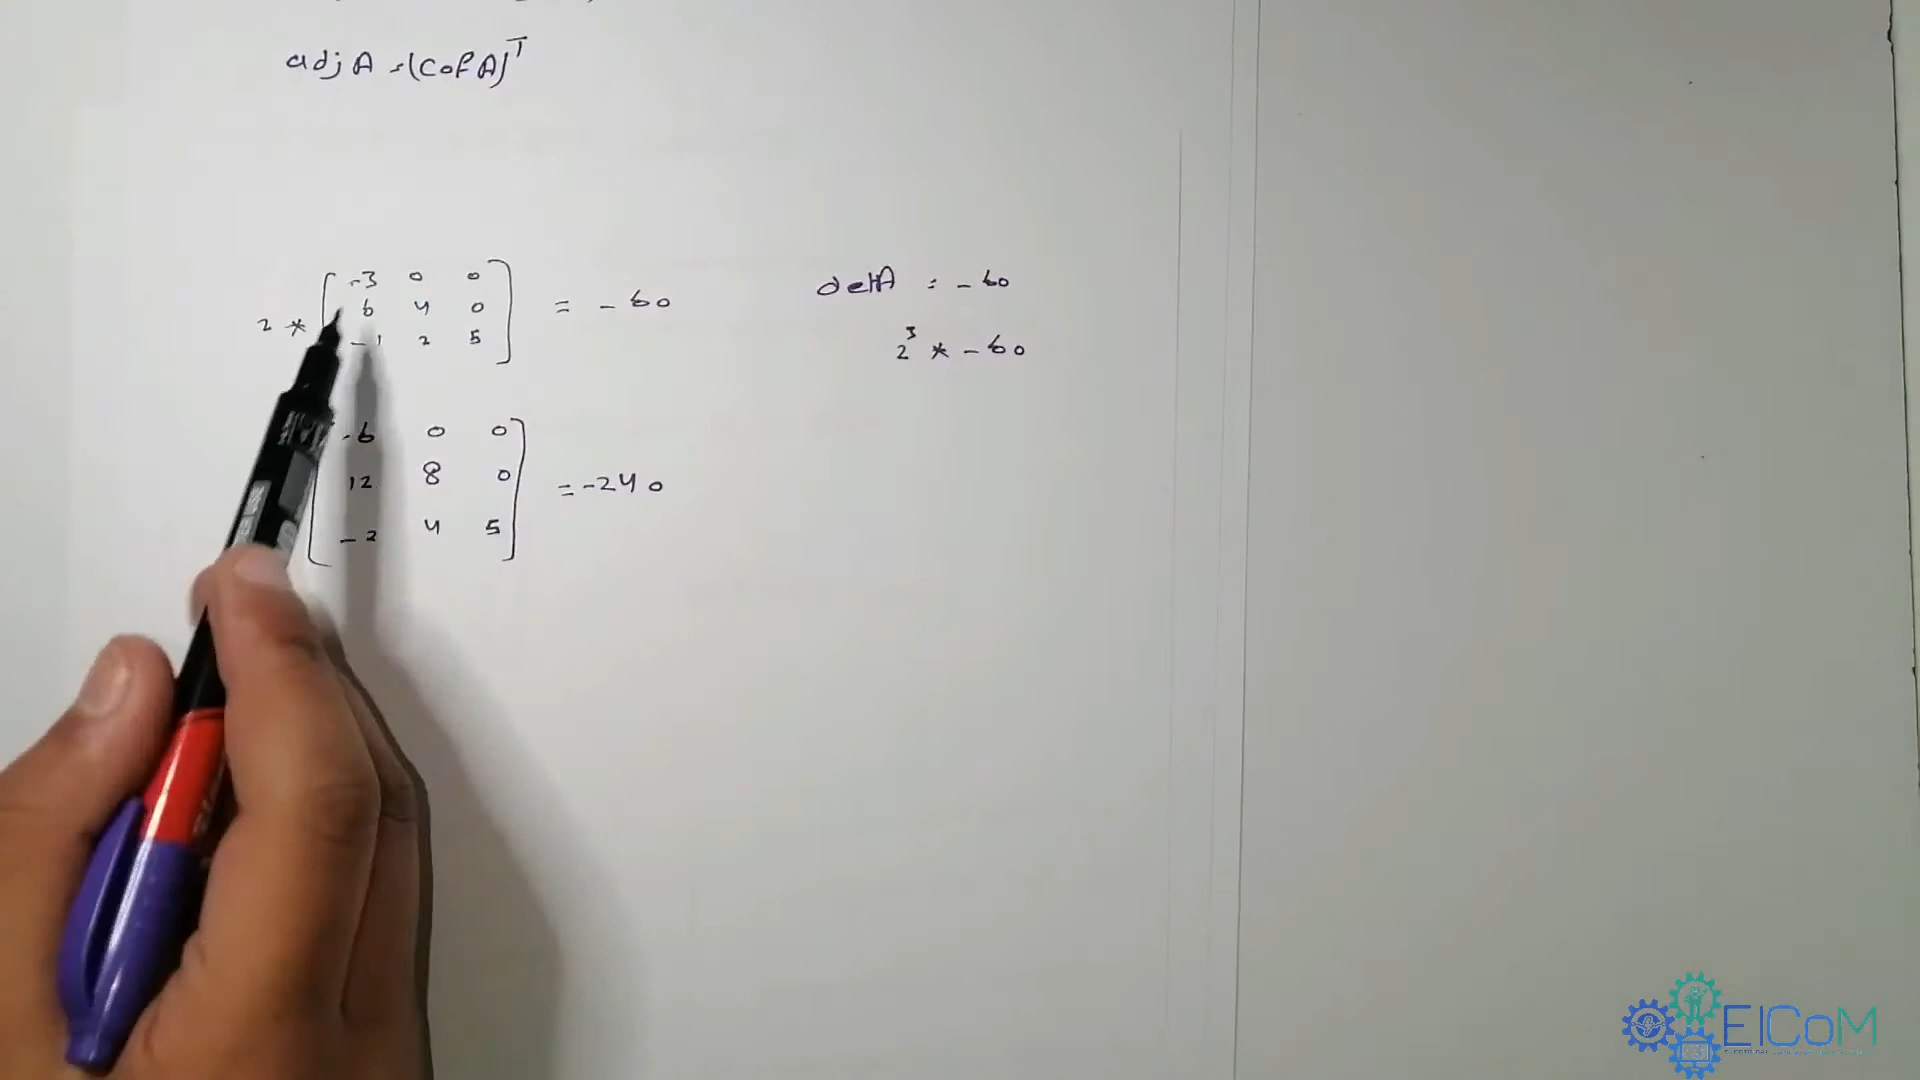 adj A = (Cof A)^T
-3 0 0
6 4 0 = -60
2 * -1 2 5
det A = -60
2^3 * -60
-6 0 0
12 8 0 = -240
-2 4 5
EICoM